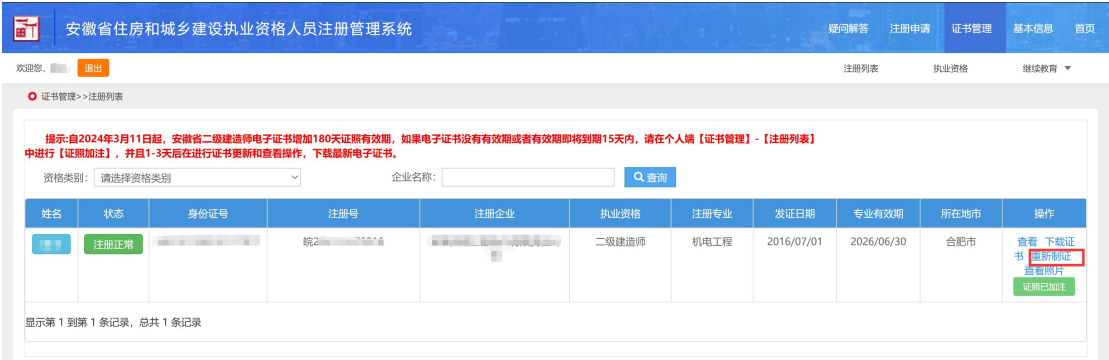 安徽省住房和城乡建设执业资格人员注册管理系统
疑问解答 注册申请 证书管理 基本信息 首页
欢迎您, 退出
注册列表 执业资格 继续教育
证书管理>>注册列表
提示:自2024年3月11日起，安徽省二级建造师电子证书增加180天证照有效期，如果电子证书没有有效期或者有效期即将到期15天内，请在个人端【证书管理】-【注册列表】
中进行【证照加注】，并且1-3天后在进行证书更新和查看操作，下载最新电子证书。
资格类别: 请选择资格类别 企业名称: 查询
姓名 状态 身份证号 注册号 注册企业 执业资格 注册专业 发证日期 专业有效期 所在地市 操作
注册正常 皖2 二级建造师 机电工程 2016/07/01 2026/06/30 合肥市 查看 下载证
书 重新制证
查看照片
证照已加注
显示第 1 到第 1 条记录，总共 1 条记录